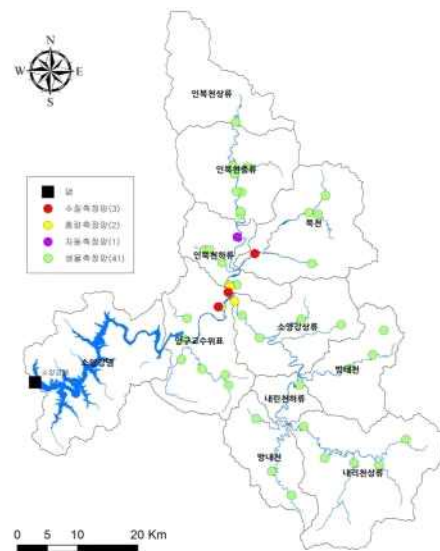 N
W E
S
인북천상류
인북천중류
북천
인북천하류
댐
수질측정망(3)
총량측정망(2)
자동측정망(1)
생물측정망(41)
소양강상류
양구교수위표
소양강댐
방태천
내린천하류
방내천
내리천상류
0 10 20 Km